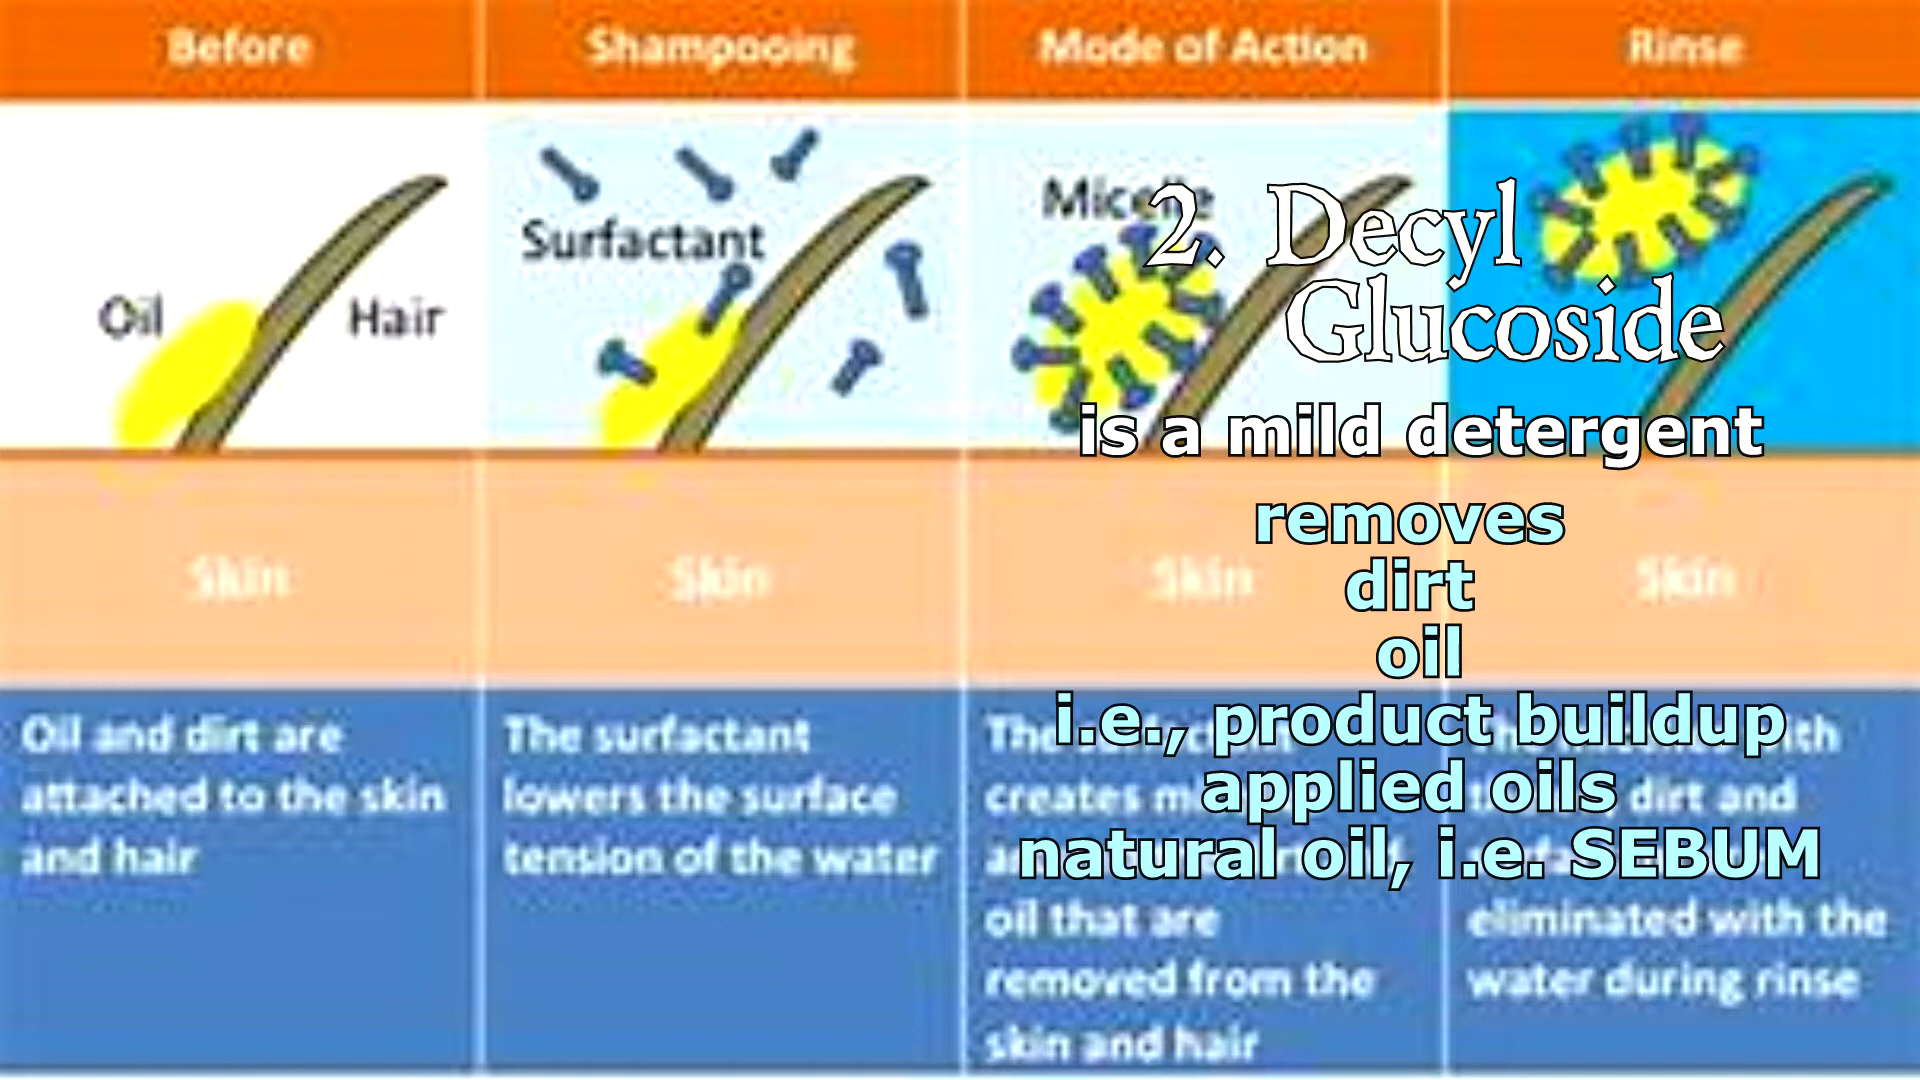 Before
Shampooing
Mode of Action
Rinse
Oil
Hair
Surfactant
Micelle
2. Decyl
Glucoside
is a mild detergent
removes
dirt
oil
i.e., product buildup
applied oils
natural oil, i.e. SEBUM
Skin
Skin
Skin
Skin
Oil and dirt are
attached to the skin
and hair
The surfactant
lowers the surface
tension of the water
The
creates
oil that are
removed from the
skin and hair
dirt and
eliminated with the
water during rinse